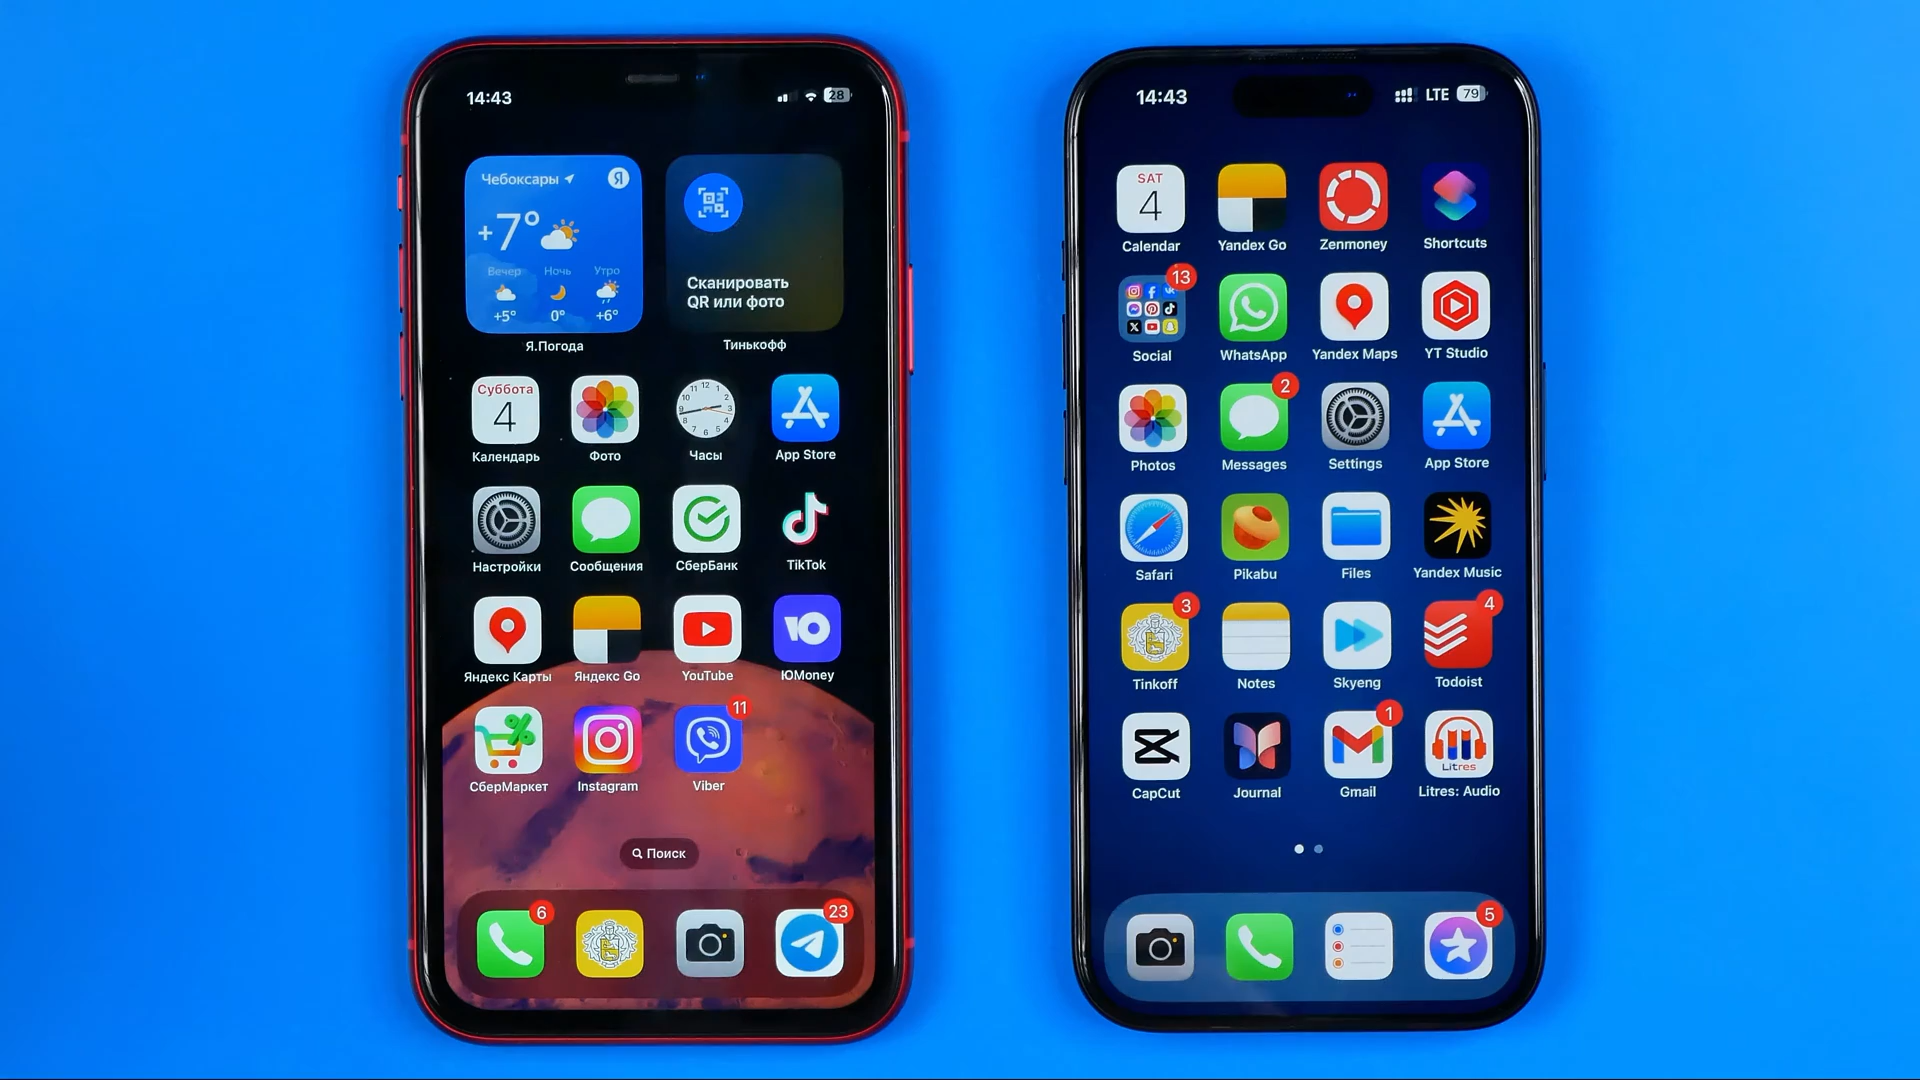 14:43
28
Чебоксары
Я
+7°
Вечер Ночь Утро
+5° 0° +6°
Я.Погода
Сканировать
QR или фото
Тинькофф
Суббота
4
Календарь
Фото
Часы
App Store
Настройки
Сообщения
СберБанк
TikTok
Яндекс Карты
Яндекс Go
YouTube
ЮMoney
11
СберМаркет
Instagram
Viber
Поиск
6
23
14:43
LTE 79
SAT
4
Calendar
Yandex Go
Zenmoney
Shortcuts
13
Social
WhatsApp
Yandex Maps
YT Studio
2
Photos
Messages
Settings
App Store
Safari
Pikabu
Files
Yandex Music
3
4
Tinkoff
Notes
Skyeng
Todoist
1
Litres
CapCut
Journal
Gmail
Litres: Audio
5